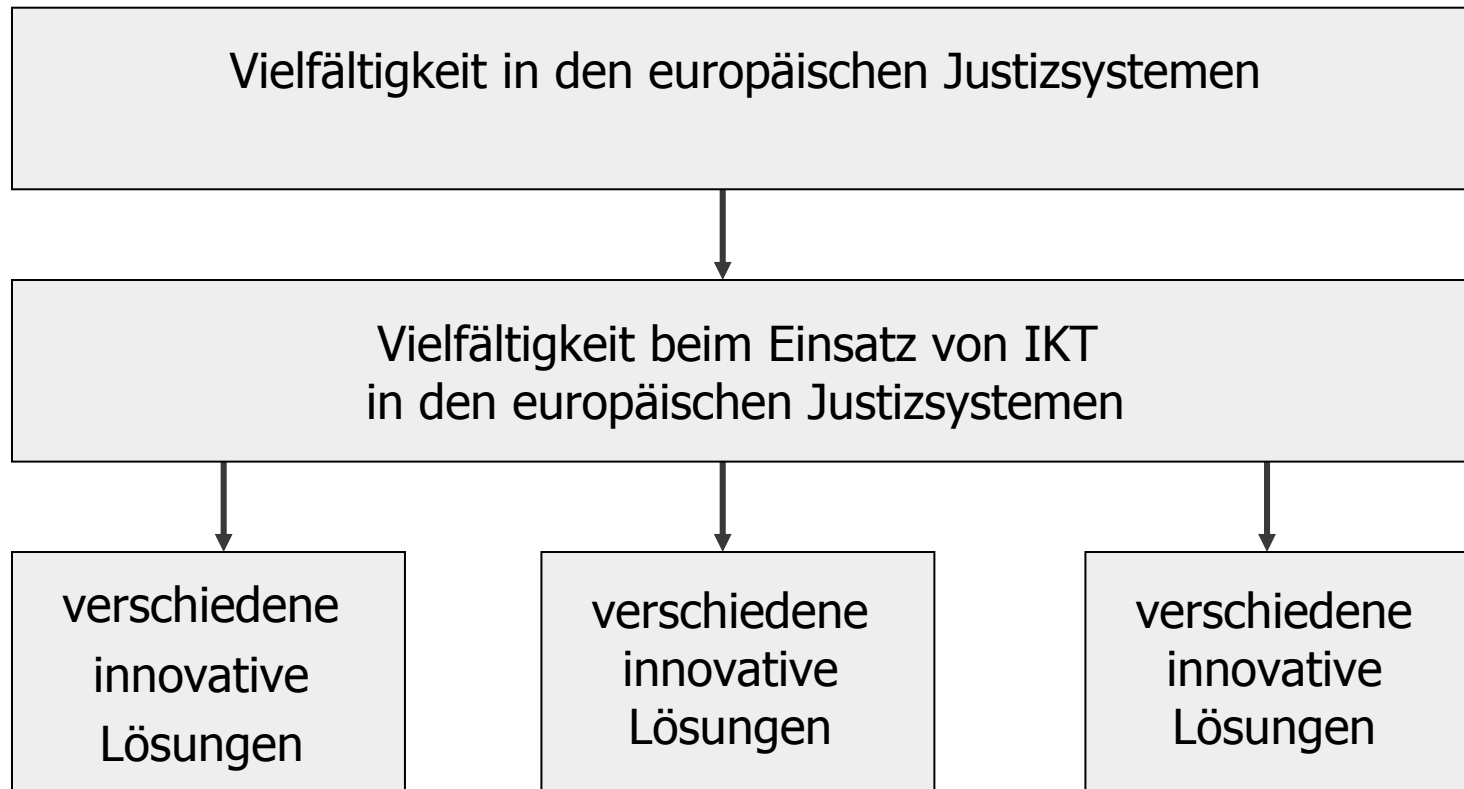 Vielfältigkeit in den europäischen Justizsystemen
Vielfältigkeit beim Einsatz von IKT
in den europäischen Justizsystemen
verschiedene
innovative
Lösungen
verschiedene
innovative
Lösungen
verschiedene
innovative
Lösungen